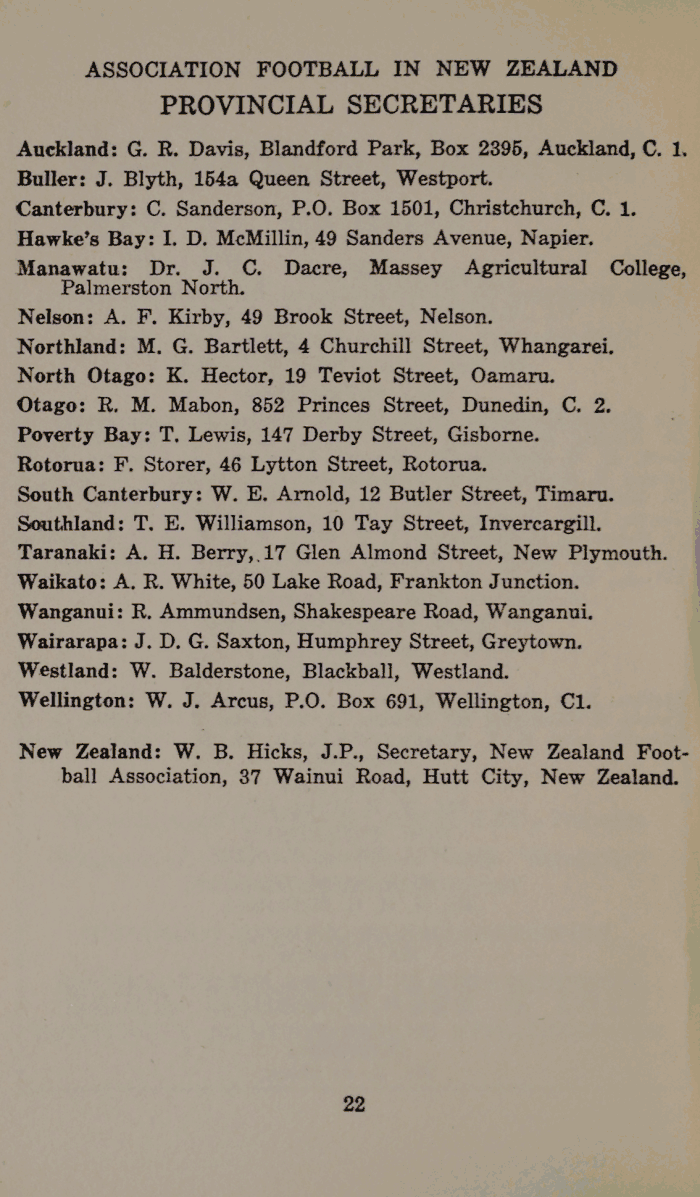 ASSOCIATION FOOTBALL IN NEW ZEALAND
PROVINCIAL SECRETARIES
Auckland: G. R. Davis, Blandford Park, Box 2395, Auckland, C. 1.
Buller: J. Blyth, 154a Queen Street, Westport.
Canterbury: C. Sanderson, P.O. Box 1501, Christchurch, C. 1.
Hawke's Bay: I. D. McMillin, 49 Sanders Avenue, Napier.
Manawatu: Dr. J. C. Dacre, Massey Agricultural College,
Palmerston North.
Nelson: A. F. Kirby, 49 Brook Street, Nelson.
Northland: M. G. Bartlett, 4 Churchill Street, Whangarei.
North Otago: K. Hector, 19 Teviot Street, Oamaru.
Otago: R. M. Mabon, 852 Princes Street, Dunedin, C. 2.
Poverty Bay: T. Lewis, 147 Derby Street, Gisborne.
Rotorua: F. Storer, 46 Lytton Street, Rotorua.
South Canterbury: W. E. Arnold, 12 Butler Street, Timaru.
Southland: T. E. Williamson, 10 Tay Street, Invercargill.
Taranaki: A. H. Berry, 17 Glen Almond Street, New Plymouth.
Waikato: A. R. White, 50 Lake Road, Frankton Junction.
Wanganui: R. Ammundsen, Shakespeare Road, Wanganui.
Wairarapa: J. D. G. Saxton, Humphrey Street, Greytown.
Westland: W. Balderstone, Blackball, Westland.
Wellington: W. J. Arcus, P.O. Box 691, Wellington, C1.
New Zealand: W. B. Hicks, J.P., Secretary, New Zealand Foot-
ball Association, 37 Wainui Road, Hutt City, New Zealand.
22